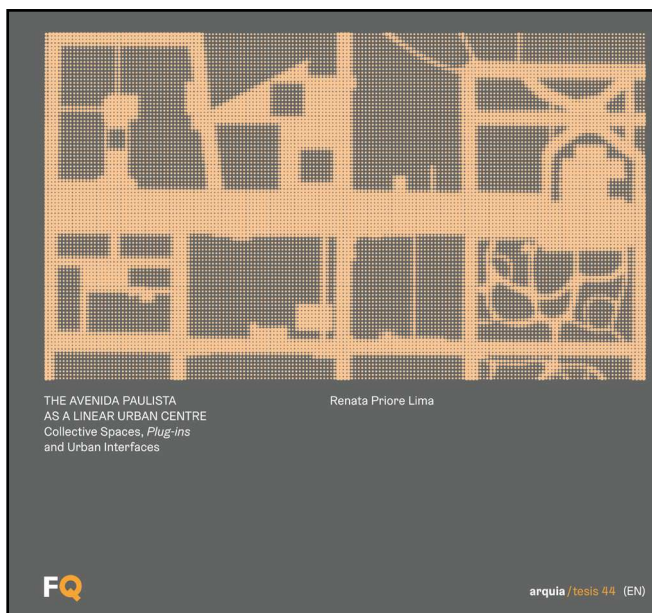 THE AVENIDA PAULISTA
AS A LINEAR URBAN CENTRE
Collective Spaces, Plug-ins
and Urban Interfaces
Renata Priore Lima
FQ
arquia/tesis 44 (EN)